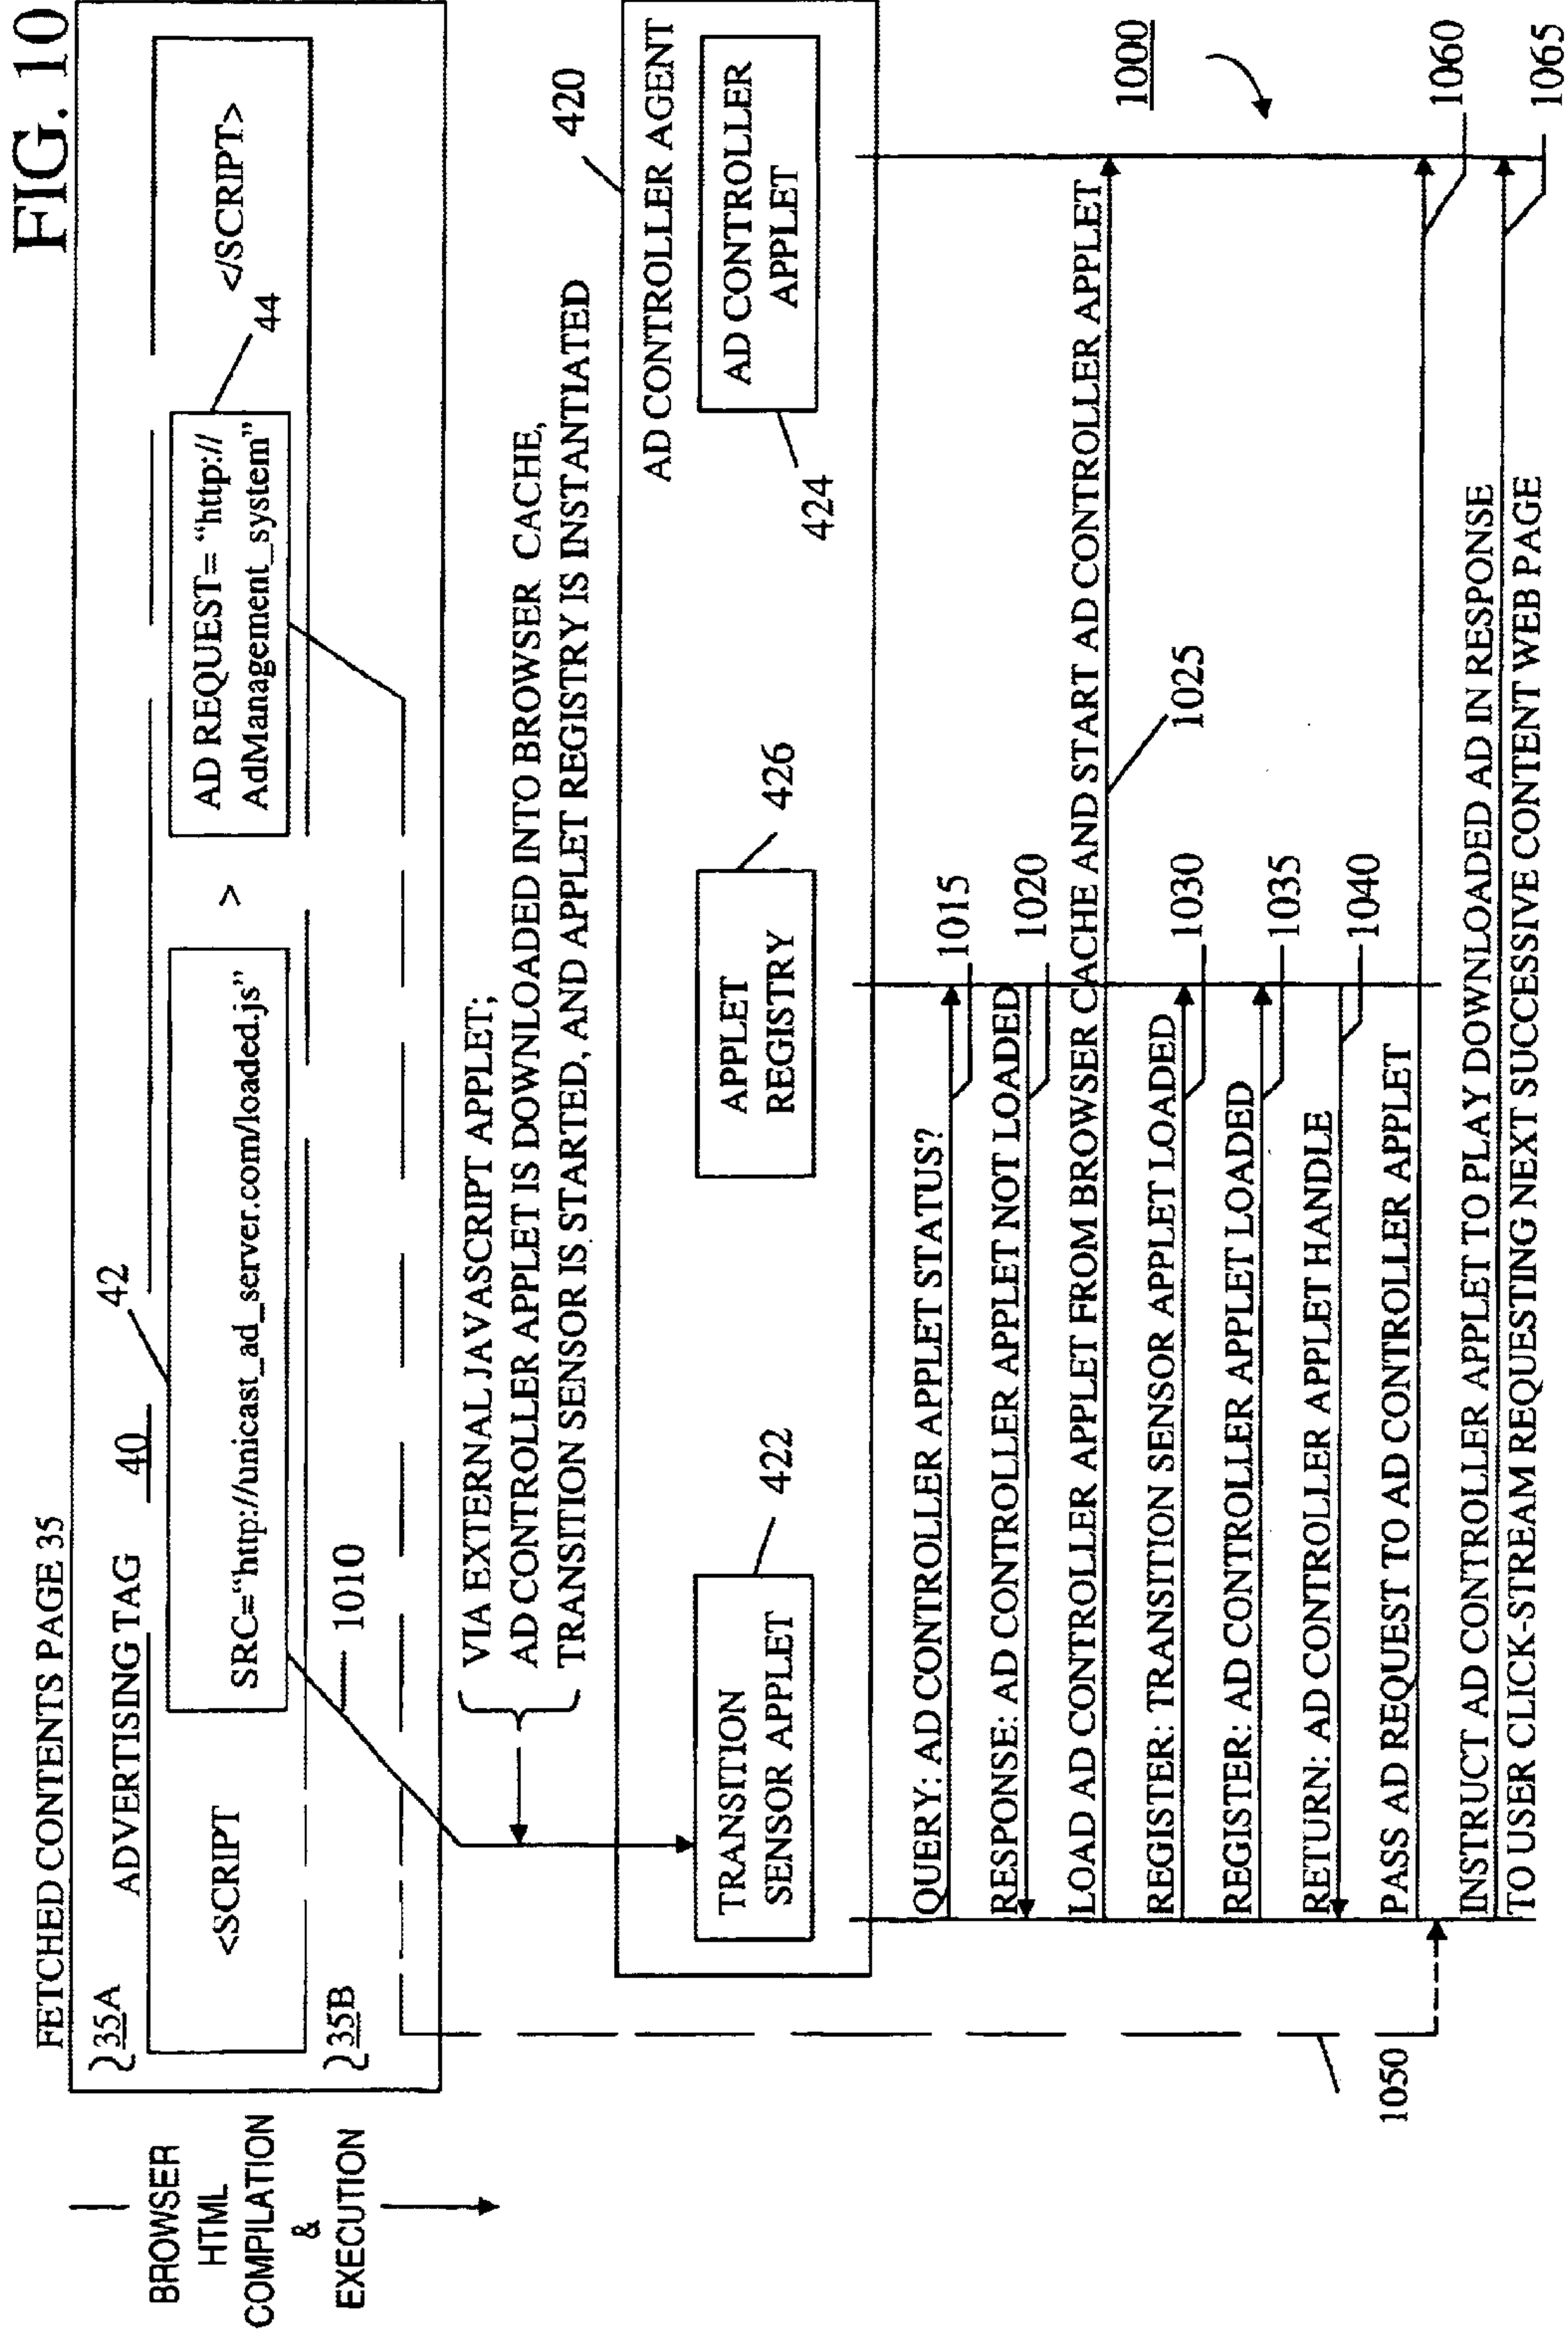 FIG. 10
FETCHED CONTENTS PAGE 35
35A
ADVERTISING TAG 40
42
<SCRIPT
SRC="http://unicast_ad_server.com/loaded.js"
>
AD REQUEST= "http://
AdManagement_system"
</SCRIPT>
44
35B
1010
BROWSER
HTML
COMPILATION
&
EXECUTION
VIA EXTERNAL JAVASCRIPT APPLET;
AD CONTROLLER APPLET IS DOWNLOADED INTO BROWSER CACHE,
TRANSITION SENSOR IS STARTED, AND APPLET REGISTRY IS INSTANTIATED
420
AD CONTROLLER AGENT
TRANSITION
SENSOR APPLET
422
APPLET
REGISTRY
426
AD CONTROLLER
APPLET
424
QUERY: AD CONTROLLER APPLET STATUS?
1015
RESPONSE: AD CONTROLLER APPLET NOT LOADED
1020
LOAD AD CONTROLLER APPLET FROM BROWSER CACHE AND START AD CONTROLLER APPLET
1025
1000
REGISTER: TRANSITION SENSOR APPLET LOADED
1030
REGISTER: AD CONTROLLER APPLET LOADED
1035
RETURN: AD CONTROLLER APPLET HANDLE
1040
PASS AD REQUEST TO AD CONTROLLER APPLET
1060
1050
INSTRUCT AD CONTROLLER APPLET TO PLAY DOWNLOADED AD IN RESPONSE
TO USER CLICK-STREAM REQUESTING NEXT SUCCESSIVE CONTENT WEB PAGE
1065